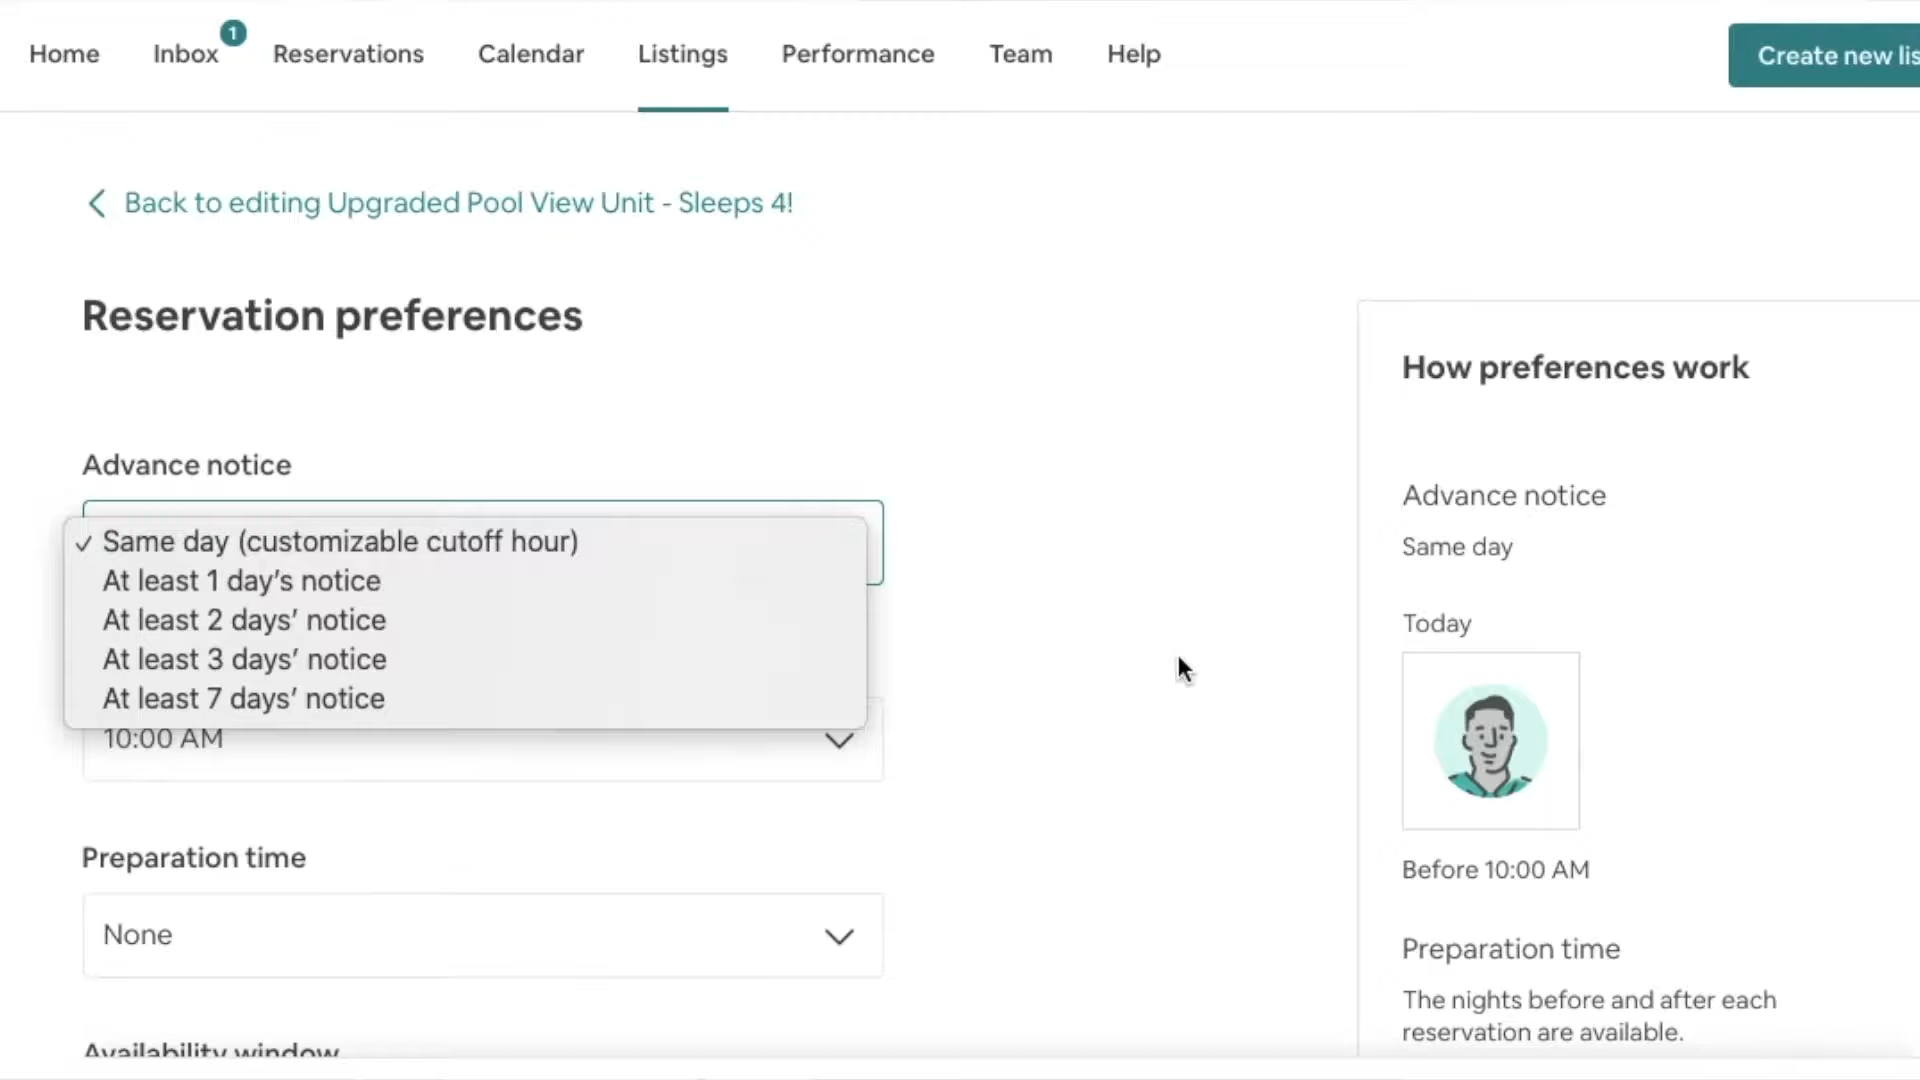 Home
Inbox
1
Reservations
Calendar
Listings
Performance
Team
Help
Create new lis
Back to editing Upgraded Pool View Unit - Sleeps 4!
Reservation preferences
Advance notice
✓ Same day (customizable cutoff hour)
At least 1 day’s notice
At least 2 days’ notice
At least 3 days’ notice
At least 7 days’ notice
10:00 AM
Preparation time
None
Availability window
How preferences work
Advance notice
Same day
Today
Before 10:00 AM
Preparation time
The nights before and after each
reservation are available.